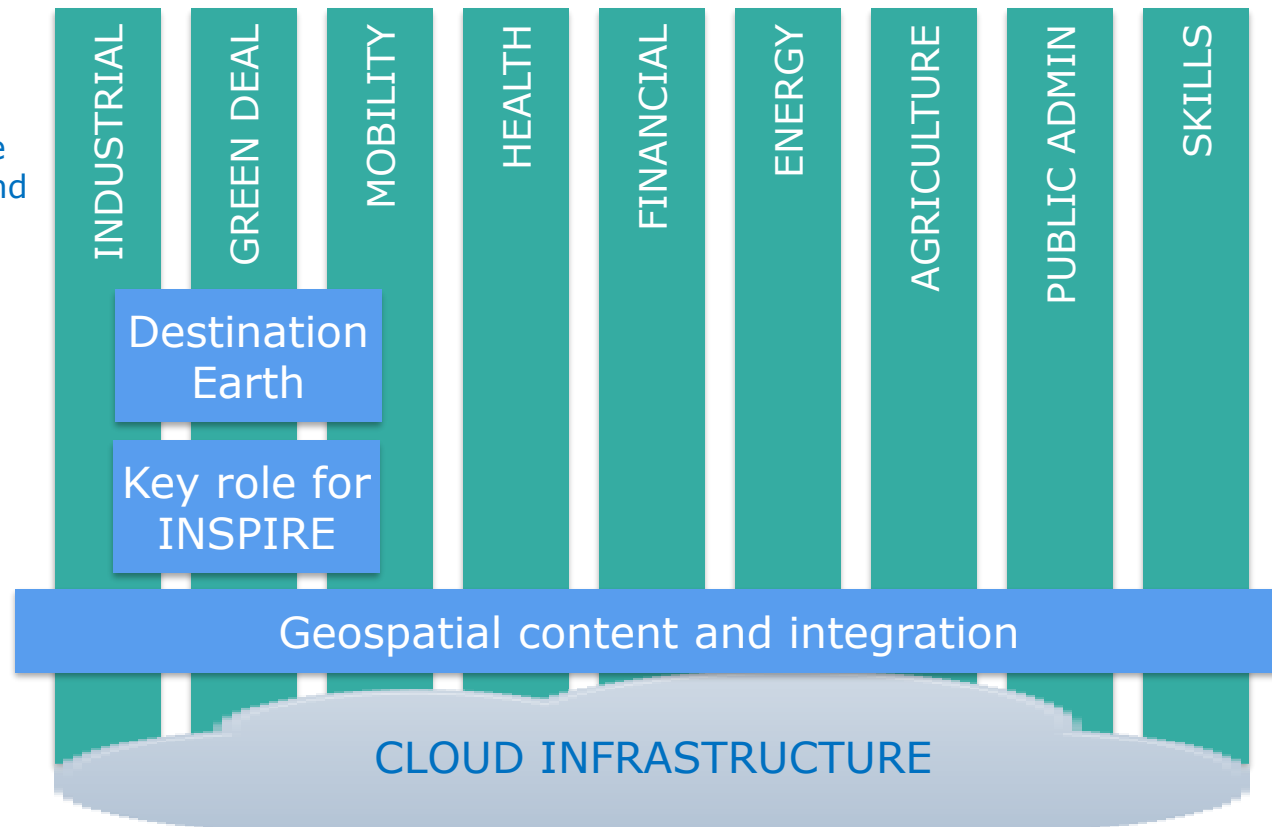 INDUSTRIAL
GREEN DEAL
MOBILITY
HEALTH
FINANCIAL
ENERGY
AGRICULTURE
PUBLIC ADMIN
SKILLS
Destination
Earth
Key role for
INSPIRE
Geospatial content and integration
CLOUD INFRASTRUCTURE